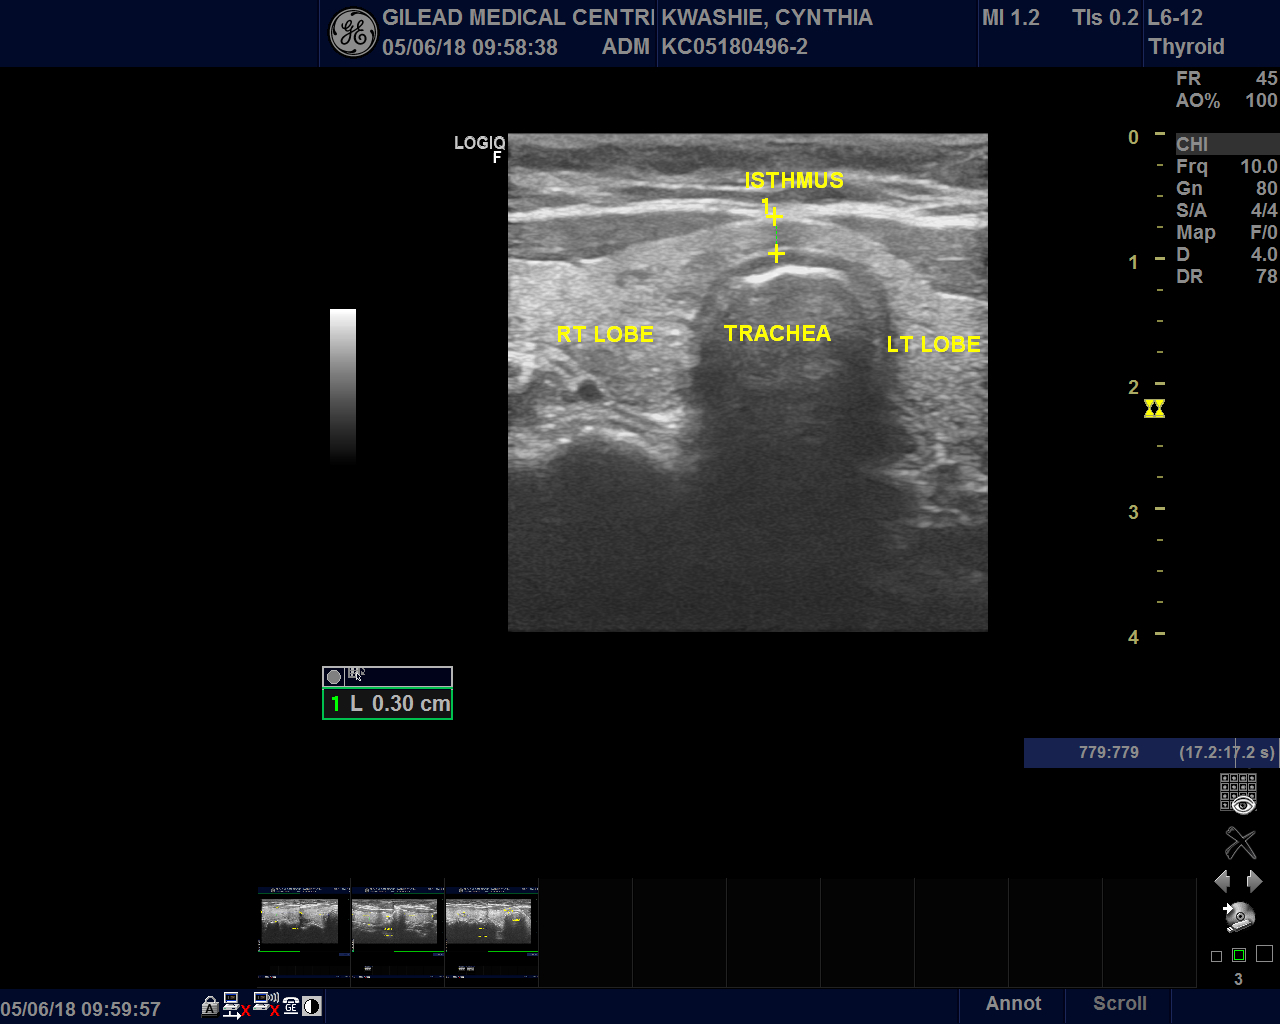 GILEAD MEDICAL CENTR
05/06/18 09:58:38 ADM
KWASHIE, CYNTHIA
KC05180496-2
MI 1.2 TIs 0.2
L6-12
Thyroid
FR 45
AO% 100
CHI
Frq 10.0
Gn 80
S/A 4/4
Map F/0
D 4.0
DR 78
LOGIQ
F
ISTHMUS
1
RT LOBE
TRACHEA
LT LOBE
0
1
2
3
4
1 L 0.30 cm
779:779 (17.2:17.2 s)
3
05/06/18 09:59:57
A
GE
Annot
Scroll